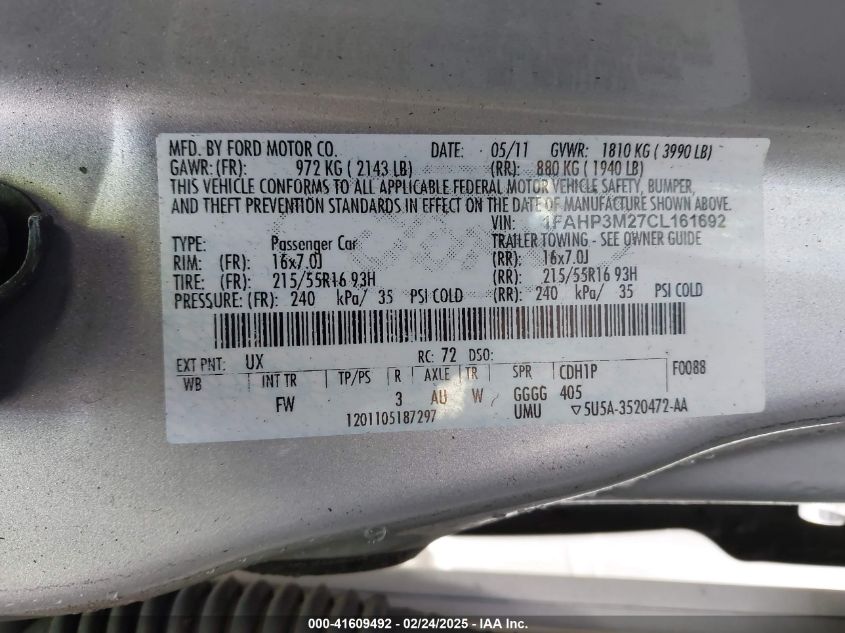 MFD. BY FORD MOTOR CO. DATE: 05/11 GVWR: 1810 KG ( 3990 LB)
GAWR: (FR): 972 KG ( 2143 LB) (RR): 880 KG ( 1940 LB)
THIS VEHICLE CONFORMS TO ALL APPLICABLE FEDERAL MOTOR VEHICLE SAFETY, BUMPER,
AND THEFT PREVENTION STANDARDS IN EFFECT ON THE DATE OF MANUFACTURE SHOWN ABOVE.
VIN: 1FAHP3M27CL161692
TYPE: Passenger Car TRAILER TOWING - SEE OWNER GUIDE
RIM: (FR): 16x7.0J (RR): 16x7.0J
TIRE: (FR): 215/55R16 93H (RR): 215/55R16 93H
PRESSURE: (FR): 240 kPa/ 35 PSI COLD (RR): 240 kPa/ 35 PSI COLD
EXT PNT: UX RC: 72 DSO:
WB INT TR TP/PS R AXLE TR SPR CDH1P F0088
FW 3 AU W GGGG 405
1201105187297 UMU ▽5U5A-3520472-AA
000-41609492 - 02/24/2025 - IAA Inc.